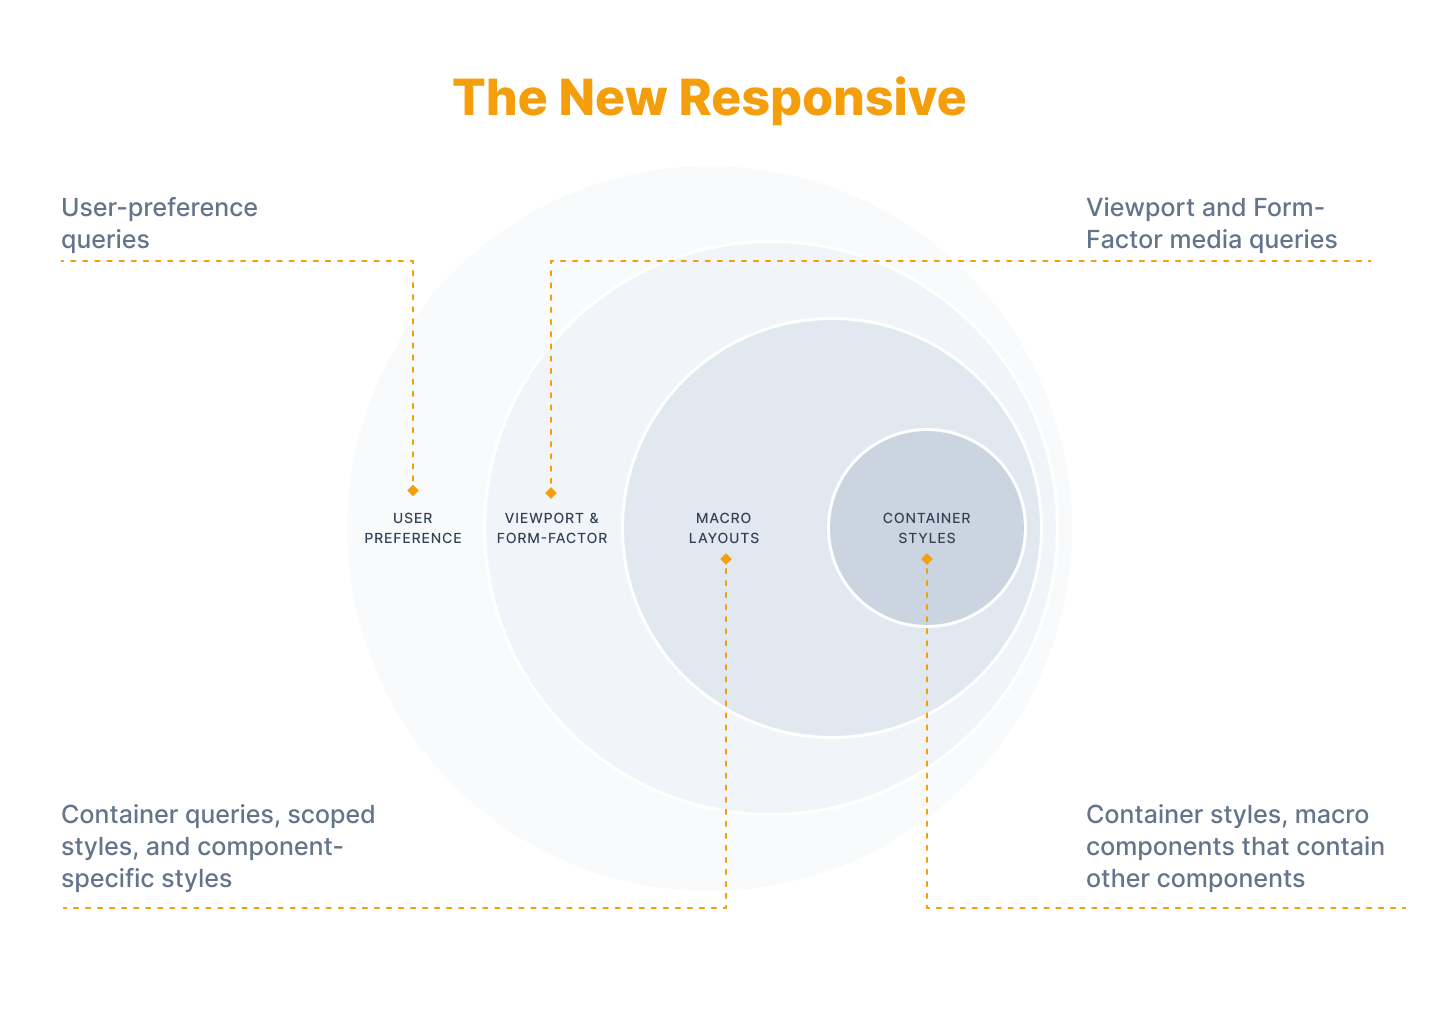 The New Responsive
User-preference
queries
Viewport and Form-
Factor media queries
USER
PREFERENCE
VIEWPORT &
FORM-FACTOR
MACRO
LAYOUTS
CONTAINER
STYLES
Container queries, scoped
styles, and component-
specific styles
Container styles, macro
components that contain
other components